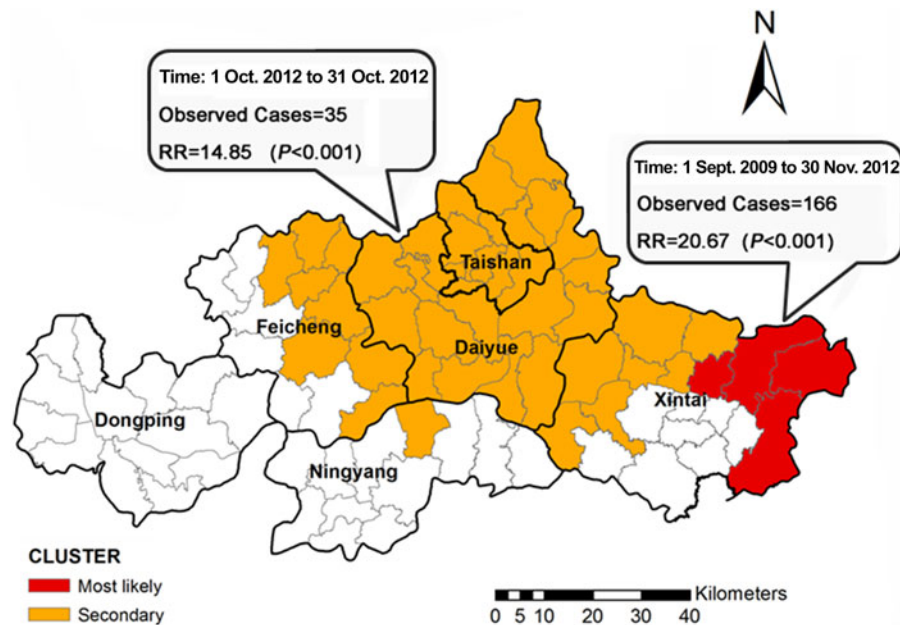 N
Time: 1 Oct. 2012 to 31 Oct. 2012
Observed Cases=35
RR=14.85 (P<0.001)
Time: 1 Sept. 2009 to 30 Nov. 2012
Observed Cases=166
RR=20.67 (P<0.001)
Taishan
Feicheng
Daiyue
Xintai
Dongping
Ningyang
CLUSTER
Most likely
Secondary
Kilometers
0 5 10 20 30 40